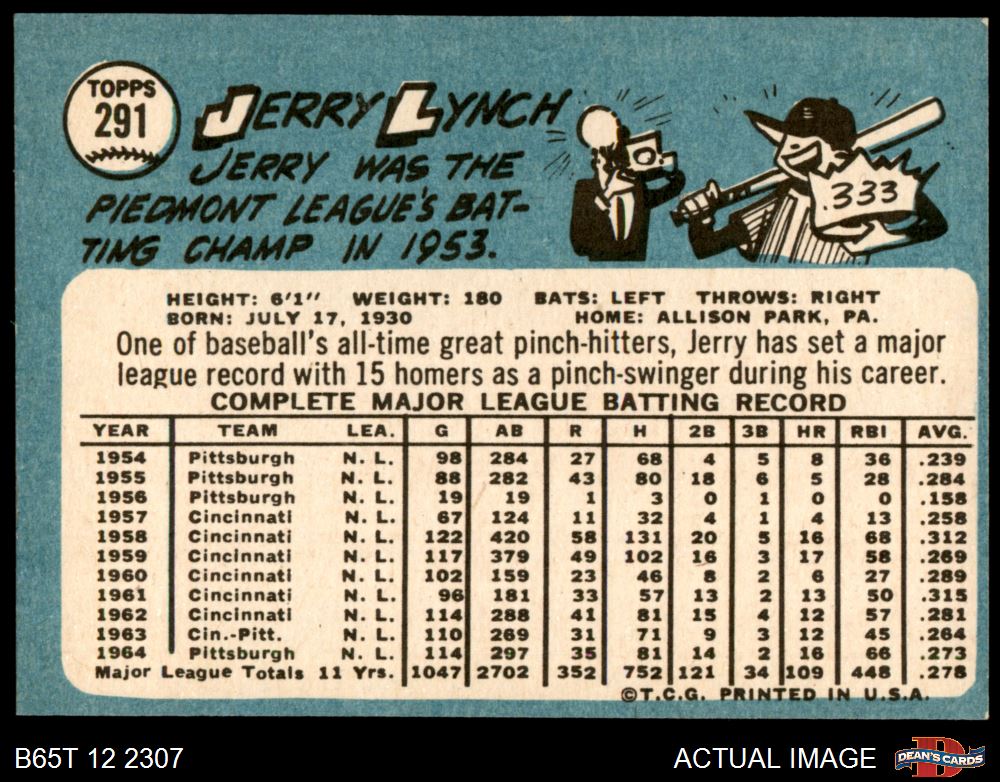 TOPPS
291
JERRY LYNCH
JERRY WAS THE
PIEDMONT LEAGUE'S BAT-
TING CHAMP IN 1953.
.333
HEIGHT: 6'1" WEIGHT: 180 BATS: LEFT THROWS: RIGHT
BORN: JULY 17, 1930 HOME: ALLISON PARK, PA.
One of baseball's all-time great pinch-hitters, Jerry has set a major
league record with 15 homers as a pinch-swinger during his career.
COMPLETE MAJOR LEAGUE BATTING RECORD
YEAR TEAM LEA. G AB R H 2B 3B HR RBI AVG.
1954 Pittsburgh N. L. 98 284 27 68 4 5 8 36 .239
1955 Pittsburgh N. L. 88 282 43 80 18 6 5 28 .284
1956 Pittsburgh N. L. 19 19 1 3 0 1 0 0 .158
1957 Cincinnati N. L. 67 124 11 32 4 1 4 13 .258
1958 Cincinnati N. L. 122 420 58 131 20 5 16 68 .312
1959 Cincinnati N. L. 117 379 49 102 16 3 17 58 .269
1960 Cincinnati N. L. 102 159 23 46 8 2 6 27 .289
1961 Cincinnati N. L. 96 181 33 57 13 2 13 50 .315
1962 Cincinnati N. L. 114 288 41 81 15 4 12 57 .281
1963 Cin.-Pitt. N. L. 110 269 31 71 9 3 12 45 .264
1964 Pittsburgh N. L. 114 297 35 81 14 2 16 66 .273
Major League Totals 11 Yrs. 1047 2702 352 752 121 34 109 448 .278
©T.C.G. PRINTED IN U.S.A.
B65T 12 2307
ACTUAL IMAGE
D
DEAN'S CARDS